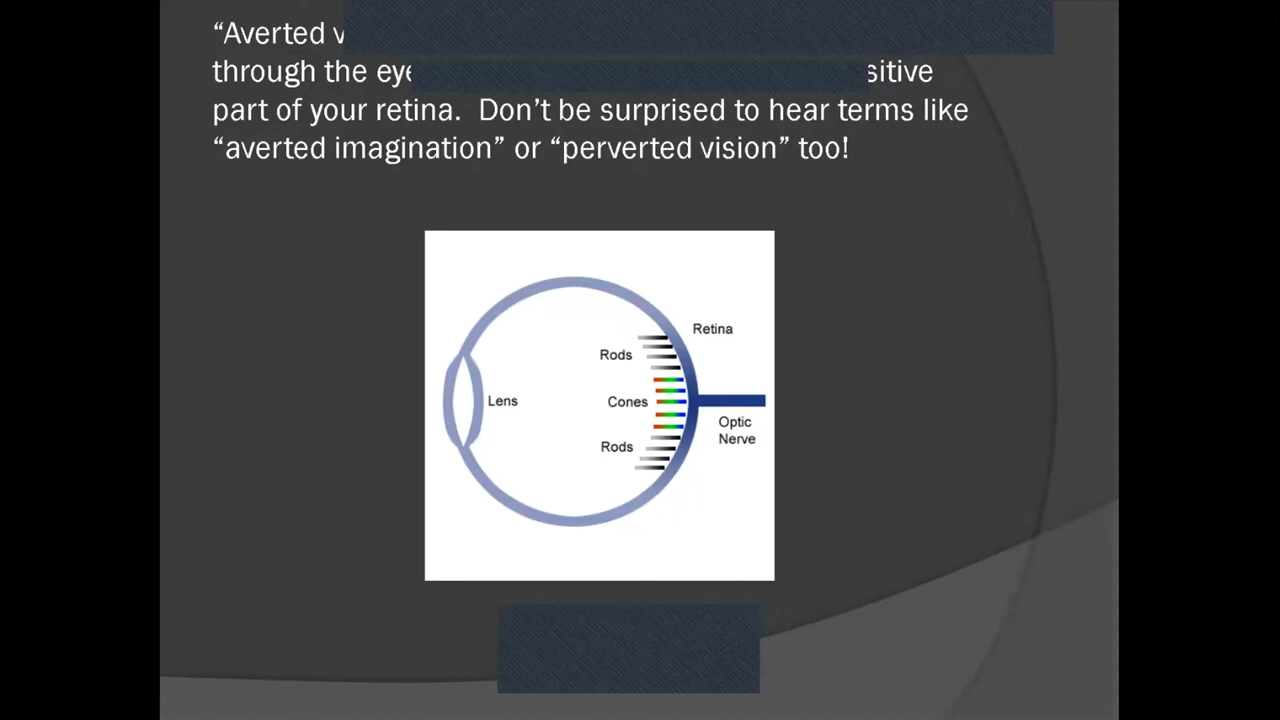 “Averted
through the sitive
part of your retina. Don’t be surprised to hear terms like
“averted imagination” or “perverted vision” too!
Retina
Rods
Lens
Cones
Optic
Nerve
Rods